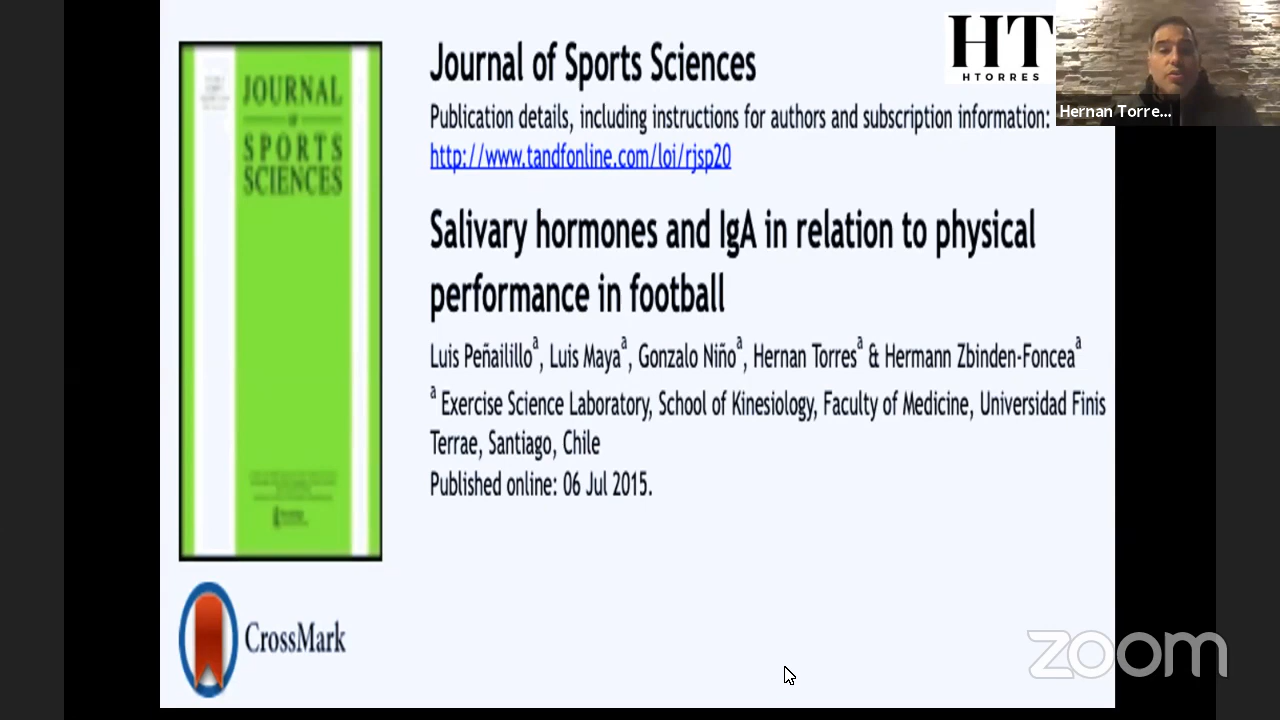 HT
HTORRES
Hernan Torre...
Journal of Sports Sciences
Publication details, including instructions for authors and subscription information:
http://www.tandfonline.com/loi/rjsp20
JOURNAL
OF
SPORTS
SCIENCES
Salivary hormones and IgA in relation to physical
performance in football
Luis Peñailillo^a, Luis Maya^a, Gonzalo Niño^a, Hernan Torres^a & Hermann Zbinden-Foncea^a
^a Exercise Science Laboratory, School of Kinesiology, Faculty of Medicine, Universidad Finis
Terrae, Santiago, Chile
Published online: 06 Jul 2015.
CrossMark
zoom